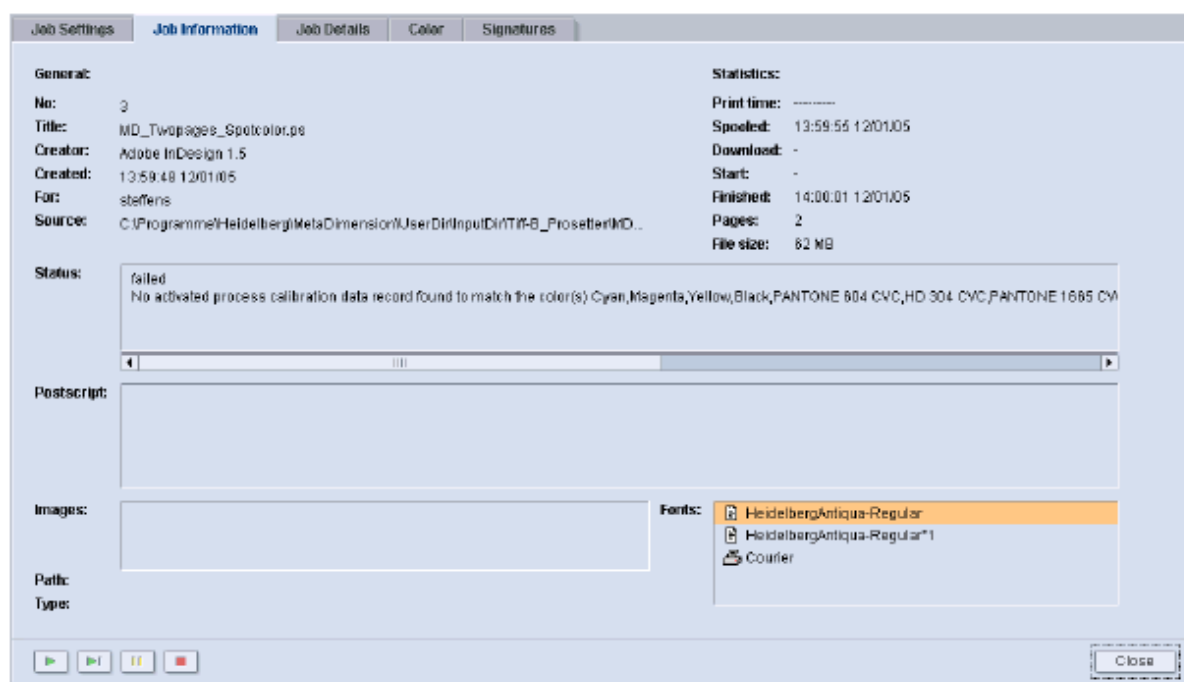 Job Settings Job Information Job Details Color Signatures
General:
No: 3
Title: MD_Twopages_Spotcolor.ps
Creator: Adobe InDesign 1.5
Created: 13:59:48 12/01/05
For: steffens
Source: C:\Programme\Heidelberg\MetaDimension\UserDir\InputDir\Tiff-B_Prosetter\MD...
Statistics:
Print time: ---------
Spooled: 13:59:55 12/01/05
Download: -
Start: -
Finished: 14:00:01 12/01/05
Pages: 2
File size: 62 MB
Status: failed
No activated process calibration data record found to match the color(s) Cyan,Magenta,Yellow,Black,PANTONE 604 CVC,HD 304 CVC,PANTONE 1665 CV
Postscript:
Images:
Fonts: HeidelbergAntiqua-Regular
HeidelbergAntiqua-Regular*1
Courier
Path:
Type:
Close